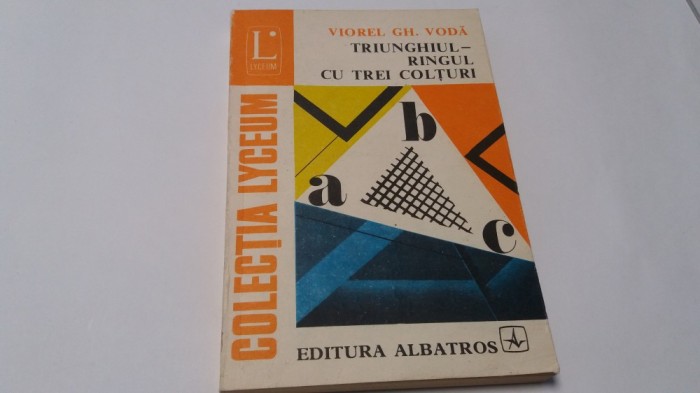 L
LYCEUM
VIOREL GH. VODĂ
TRIUNGHIUL–
RINGUL
CU TREI COLȚURI
COLECȚIA LYCEUM
b
a
c
EDITURA ALBATROS